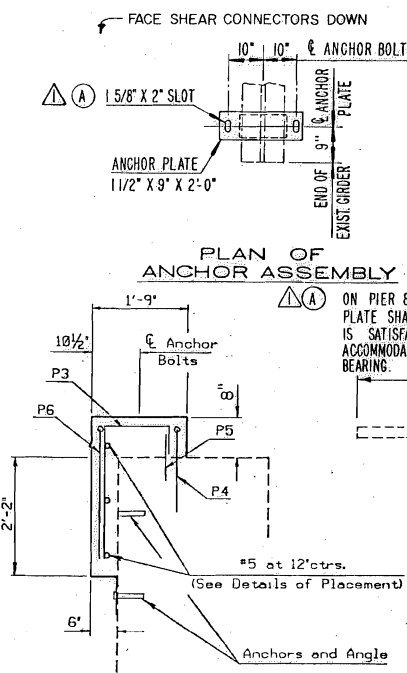 FACE SHEAR CONNECTORS DOWN
10" 10" ℄ ANCHOR BOLT
1 A 1 5/8" X 2" SLOT
ANCHOR PLATE
1 1/2" X 9" X 2'-0"
9"
℄ ANCHOR
PLATE
END OF
EXIST. GIRDER
PLAN OF
ANCHOR ASSEMBLY
1 A ON PIER 8
PLATE SHA
IS SATISFA
ACCOMMODA
BEARING.
1'-9"
10½"
℄ Anchor
Bolts
8"
P3
P6
P5
P4
2'-2"
#5 at 12"ctrs.
(See Details of Placement)
6"
Anchors and Angle